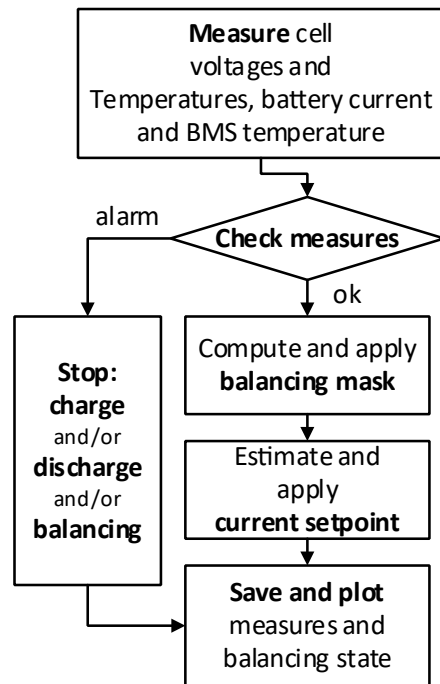 Measure cell
voltages and
Temperatures, battery current
and BMS temperature
alarm
Check measures
ok
Stop:
charge
and/or
discharge
and/or
balancing
Compute and apply
balancing mask
Estimate and
apply
current setpoint
Save and plot
measures and
balancing state